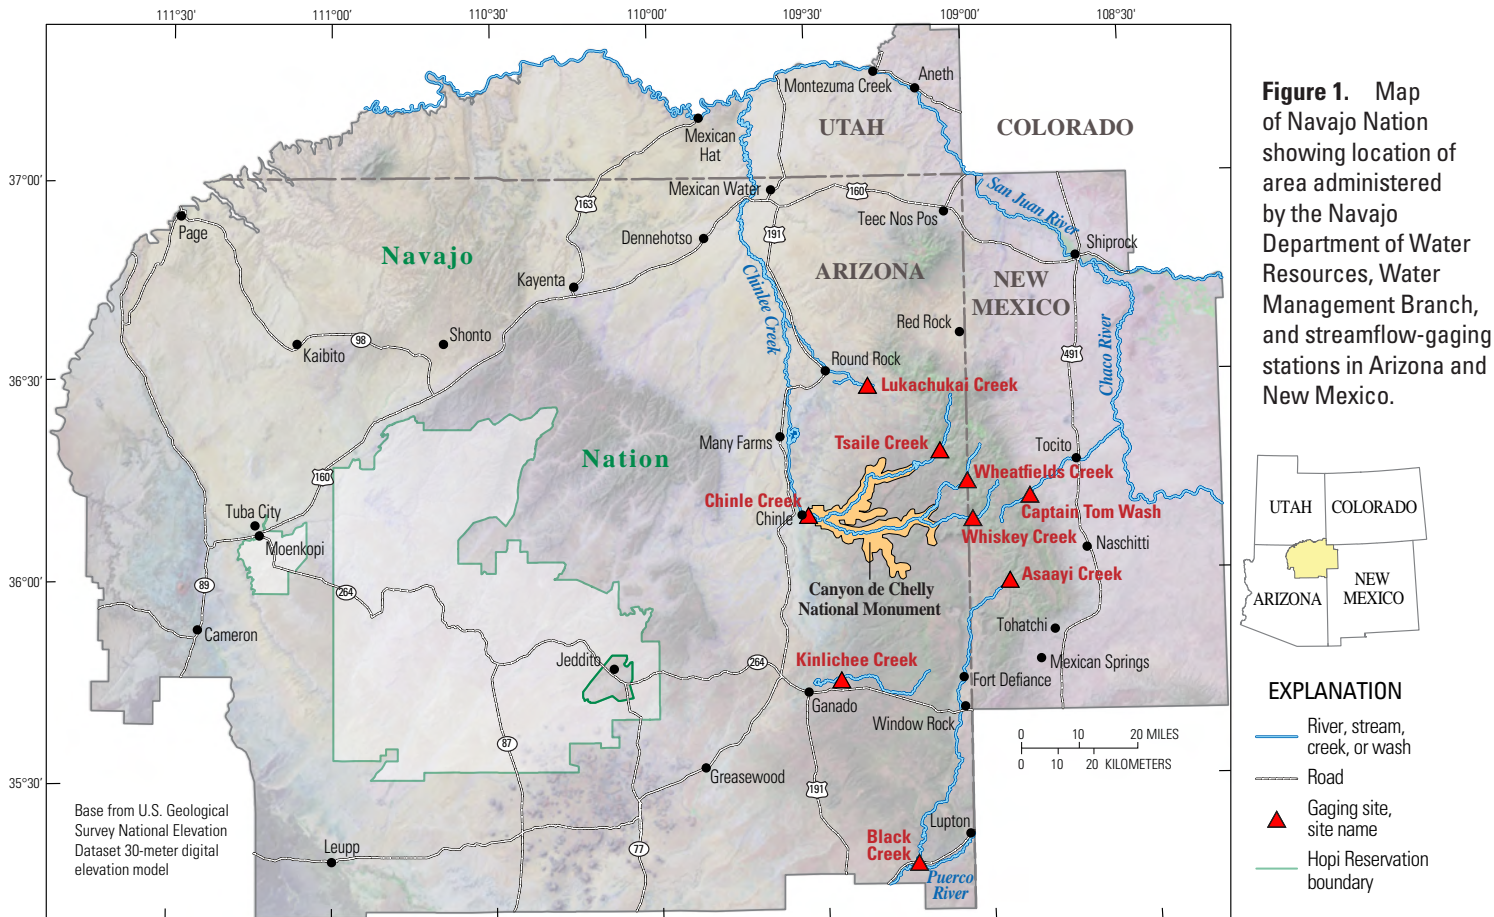 111°30'
111°00'
110°30'
110°00'
109°30'
109°00'
108°30'
37°00'
36°30'
36°00'
35°30'
Montezuma Creek
Aneth
UTAH
COLORADO
Mexican
Hat
Mexican Water
163
160
San Juan River
Teec Nos Pos
Page
Dennehotso
191
Shiprock
Navajo
Kayenta
Chinlee Creek
ARIZONA
NEW
MEXICO
Red Rock
98
Shonto
Kaibito
Round Rock
491
Chaco River
Lukachukai Creek
Many Farms
Tsaile Creek
Tocito
Nation
Wheatfields Creek
160
Chinle Creek
Chinle
Captain Tom Wash
Tuba City
Moenkopi
Whiskey Creek
Naschitti
Asaayi Creek
89
264
Canyon de Chelly
National Monument
Cameron
Tohatchi
Jeddito
264
Kinlichee Creek
Mexican Springs
Fort Defiance
Ganado
Window Rock
87
0 10 20 MILES
0 10 20 KILOMETERS
Greasewood
191
Base from U.S. Geological
Survey National Elevation
Dataset 30-meter digital
elevation model
Leupp
77
Lupton
Black
Creek
Puerco
River
Figure 1. Map
of Navajo Nation
showing location of
area administered
by the Navajo
Department of Water
Resources, Water
Management Branch,
and streamflow-gaging
stations in Arizona and
New Mexico.
UTAH
COLORADO
ARIZONA
NEW
MEXICO
EXPLANATION
River, stream,
creek, or wash
Road
Gaging site,
site name
Hopi Reservation
boundary